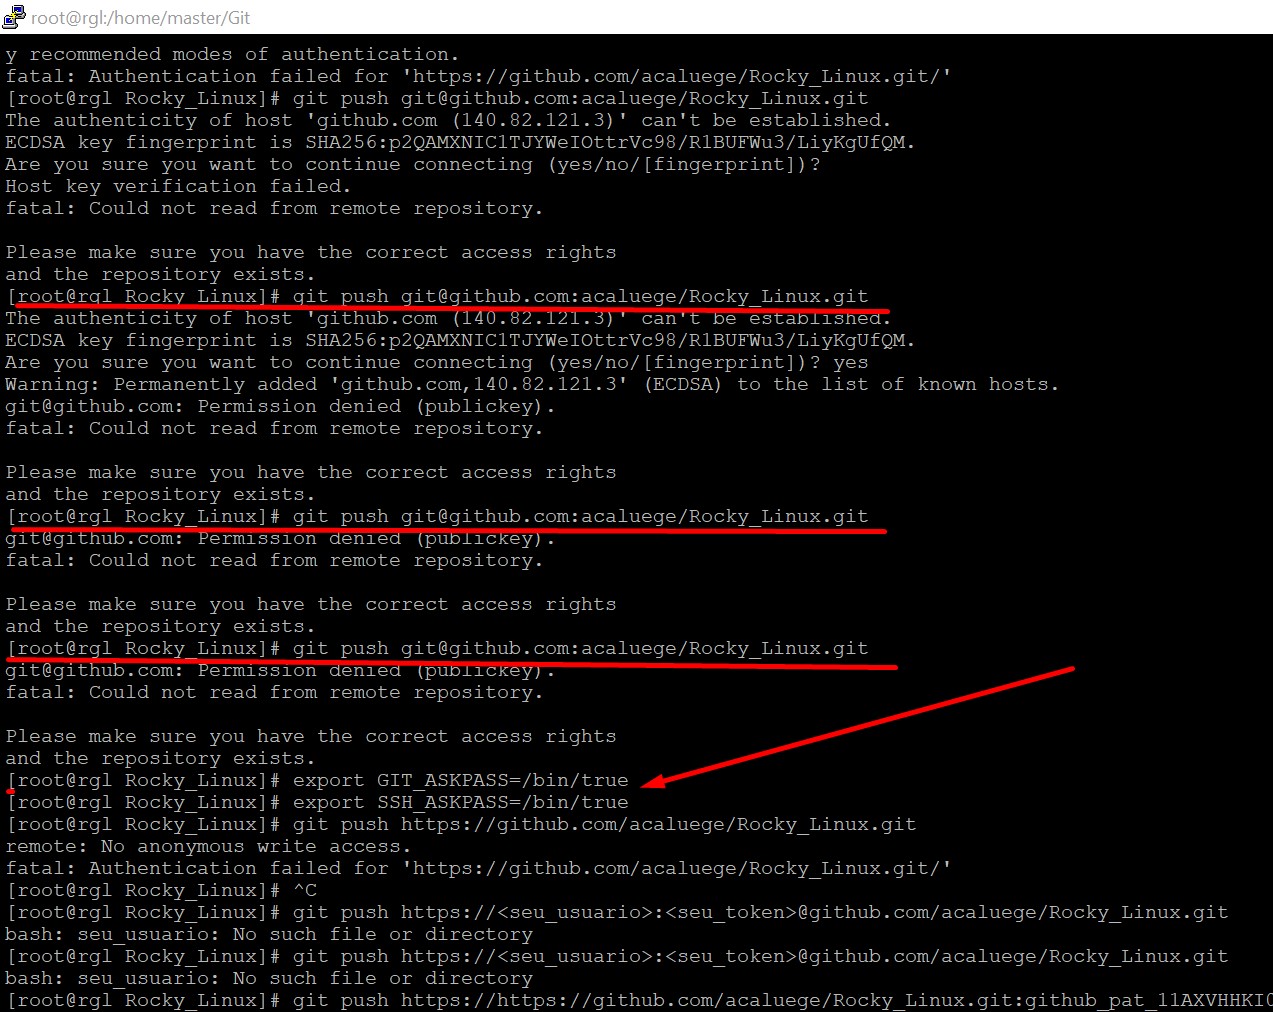 root@rgl:/home/master/Git
y recommended modes of authentication.
fatal: Authentication failed for 'https://github.com/acaluege/Rocky_Linux.git/'
[root@rgl Rocky_Linux]# git push git@github.com:acaluege/Rocky_Linux.git
The authenticity of host 'github.com (140.82.121.3)' can't be established.
ECDSA key fingerprint is SHA256:p2QAMXNIC1TJYWeIOttrVc98/R1BUFWu3/LiyKgUfQM.
Are you sure you want to continue connecting (yes/no/[fingerprint])?
Host key verification failed.
fatal: Could not read from remote repository.
Please make sure you have the correct access rights
and the repository exists.
[root@rgl Rocky_Linux]# git push git@github.com:acaluege/Rocky_Linux.git
The authenticity of host 'github.com (140.82.121.3)' can't be established.
ECDSA key fingerprint is SHA256:p2QAMXNIC1TJYWeIOttrVc98/R1BUFWu3/LiyKgUfQM.
Are you sure you want to continue connecting (yes/no/[fingerprint])? yes
Warning: Permanently added 'github.com,140.82.121.3' (ECDSA) to the list of known hosts.
git@github.com: Permission denied (publickey).
fatal: Could not read from remote repository.
Please make sure you have the correct access rights
and the repository exists.
[root@rgl Rocky_Linux]# git push git@github.com:acaluege/Rocky_Linux.git
git@github.com: Permission denied (publickey).
fatal: Could not read from remote repository.
Please make sure you have the correct access rights
and the repository exists.
[root@rgl Rocky_Linux]# git push git@github.com:acaluege/Rocky_Linux.git
git@github.com: Permission denied (publickey).
fatal: Could not read from remote repository.
Please make sure you have the correct access rights
and the repository exists.
[root@rgl Rocky_Linux]# export GIT_ASKPASS=/bin/true
[root@rgl Rocky_Linux]# export SSH_ASKPASS=/bin/true
[root@rgl Rocky_Linux]# git push https://github.com/acaluege/Rocky_Linux.git
remote: No anonymous write access.
fatal: Authentication failed for 'https://github.com/acaluege/Rocky_Linux.git/'
[root@rgl Rocky_Linux]# ^C
[root@rgl Rocky_Linux]# git push https://<seu_usuario>:<seu_token>@github.com/acaluege/Rocky_Linux.git
bash: seu_usuario: No such file or directory
[root@rgl Rocky_Linux]# git push https://<seu_usuario>:<seu_token>@github.com/acaluege/Rocky_Linux.git
bash: seu_usuario: No such file or directory
[root@rgl Rocky_Linux]# git push https://https://github.com/acaluege/Rocky_Linux.git:github_pat_11AXVHHKI0